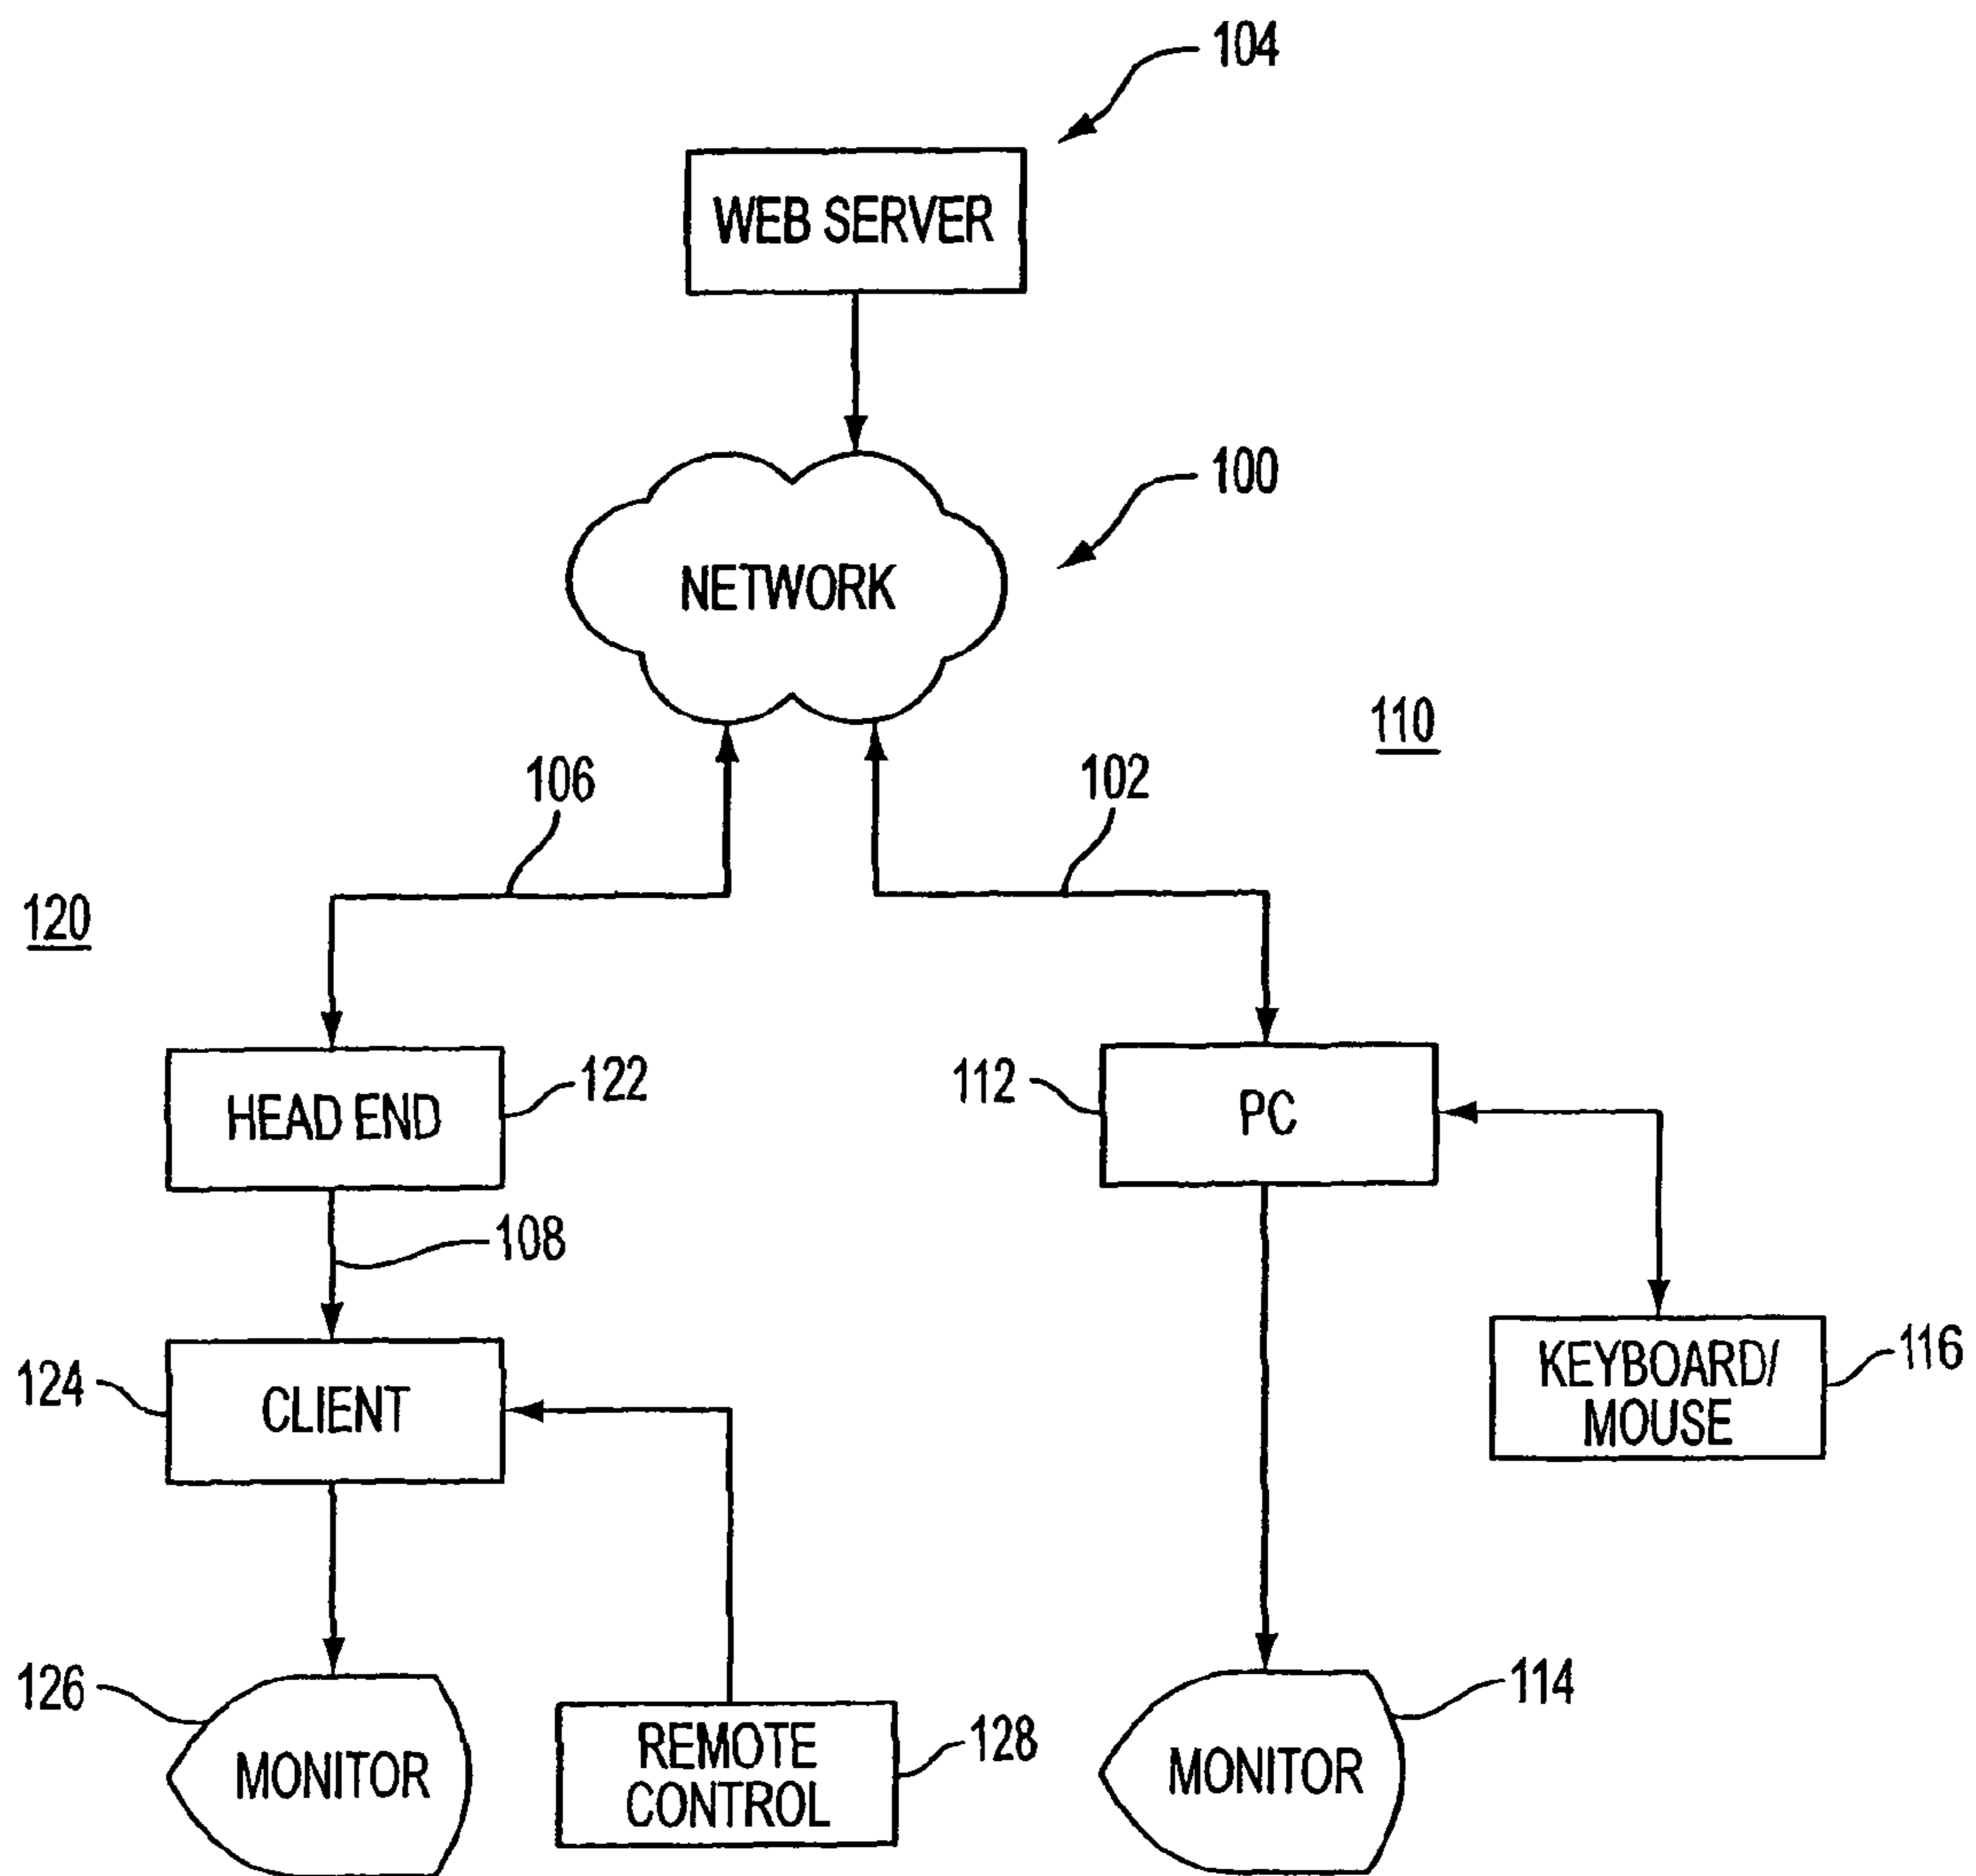 104
WEB SERVER
100
NETWORK
110
106
102
120
HEAD END
122
112
PC
108
124
CLIENT
KEYBOARD/
MOUSE
116
126
MONITOR
REMOTE
CONTROL
128
MONITOR
114